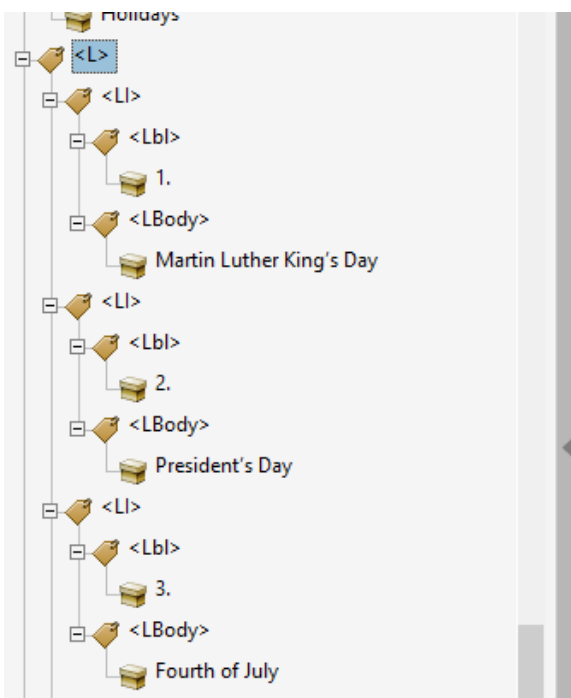 Holidays
<L>
<LI>
<Lbl>
1.
<LBody>
Martin Luther King's Day
<LI>
<Lbl>
2.
<LBody>
President's Day
<LI>
<Lbl>
3.
<LBody>
Fourth of July